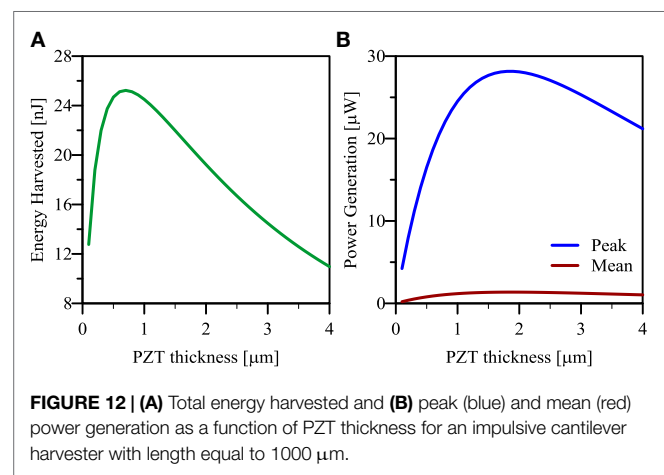 A
B
28
24
20
16
12
8
Energy Harvested [nJ]
0
1
2
3
4
PZT thickness [μm]
30
20
10
0
Power Generation [μW]
Peak
Mean
0
1
2
3
4
PZT thickness [μm]
FIGURE 12 | (A) Total energy harvested and (B) peak (blue) and mean (red)
power generation as a function of PZT thickness for an impulsive cantilever
harvester with length equal to 1000 μm.